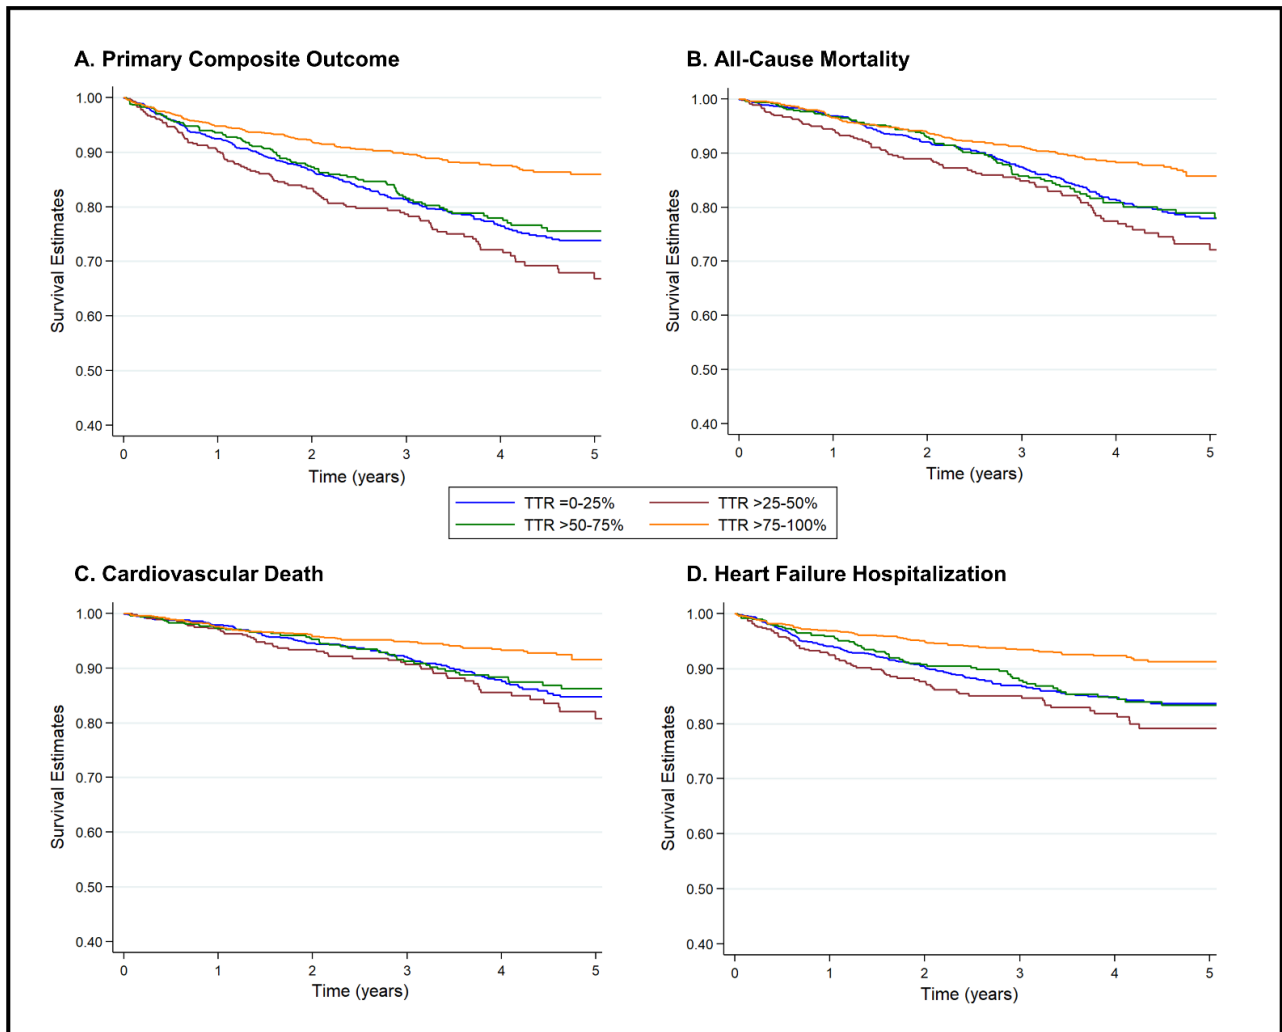 A. Primary Composite Outcome
1.00
0.90
0.80
0.70
0.60
0.50
0.40
Survival Estimates
0 1 2 3 4 5
Time (years)
B. All-Cause Mortality
1.00
0.90
0.80
0.70
0.60
0.50
0.40
Survival Estimates
0 1 2 3 4 5
Time (years)
TTR =0-25% TTR >25-50%
TTR >50-75% TTR >75-100%
C. Cardiovascular Death
1.00
0.90
0.80
0.70
0.60
0.50
0.40
Survival Estimates
0 1 2 3 4 5
Time (years)
D. Heart Failure Hospitalization
1.00
0.90
0.80
0.70
0.60
0.50
0.40
Survival Estimates
0 1 2 3 4 5
Time (years)